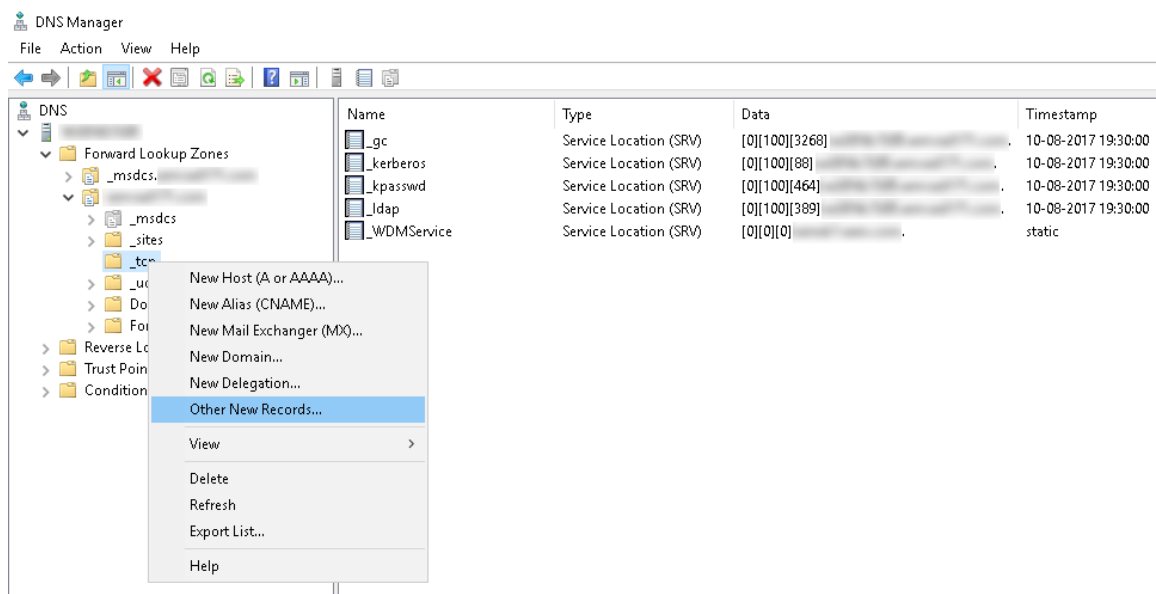 DNS Manager
File Action View Help
DNS
Forward Lookup Zones
_msdcs.
_msdcs
_sites
_tcp
_u
Do
For
Reverse Lo
Trust Poin
Condition
Name Type Data Timestamp
_gc Service Location (SRV) [0][100][3268] 10-08-2017 19:30:00
_kerberos Service Location (SRV) [0][100][88] . 10-08-2017 19:30:00
_kpasswd Service Location (SRV) [0][100][464] . 10-08-2017 19:30:00
_ldap Service Location (SRV) [0][100][389] . 10-08-2017 19:30:00
_WDMService Service Location (SRV) [0][0][0] . static
New Host (A or AAAA)...
New Alias (CNAME)...
New Mail Exchanger (MX)...
New Domain...
New Delegation...
Other New Records...
View
Delete
Refresh
Export List...
Help